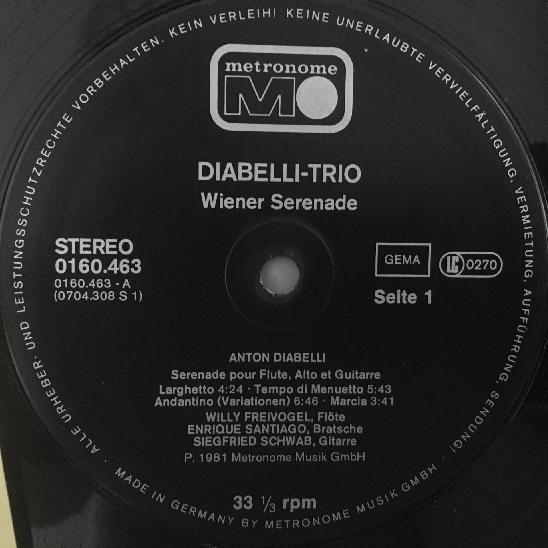 metronome
M
DIABELLI-TRIO
Wiener Serenade
STEREO
0160.463
0160.463 - A
(0704.308 S 1)
GEMA
LC 0270
Seite 1
ANTON DIABELLI
Serenade pour Flute, Alto et Guitarre
Larghetto 4:24 · Tempo di Menuetto 5:43
Andantino (Variationen) 6:46 · Marcia 3:41
WILLY FREIVOGEL, Flöte
ENRIQUE SANTIAGO, Bratsche
SIEGFRIED SCHWAB, Gitarre
P. 1981 Metronome Musik GmbH
33 ⅓ rpm
ALLE URHEBER- UND LEISTUNGSSCHUTZRECHTE VORBEHALTEN. KEIN VERLEIH! KEINE UNERLAUBTE VERVIELFÄLTIGUNG, VERMIETUNG, AUFFÜHRUNG, SENDUNG!
· MADE IN GERMANY BY METRONOME MUSIK GMBH ·